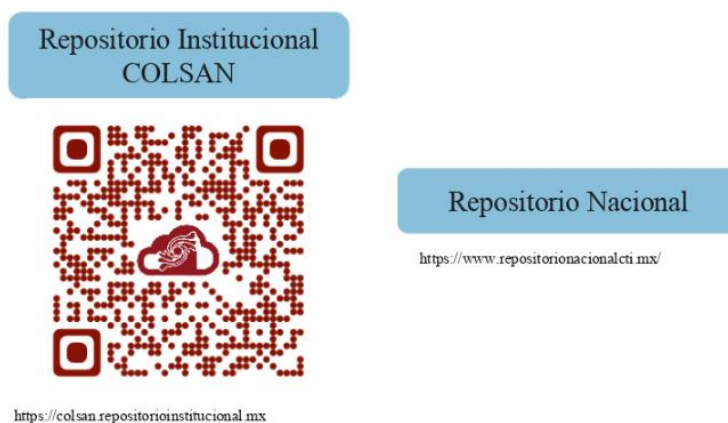 Repositorio Institucional
COLSAN
https://colsan.repositorioinstitucional.mx
Repositorio Nacional
https://www.repositorionacionalcti.mx/